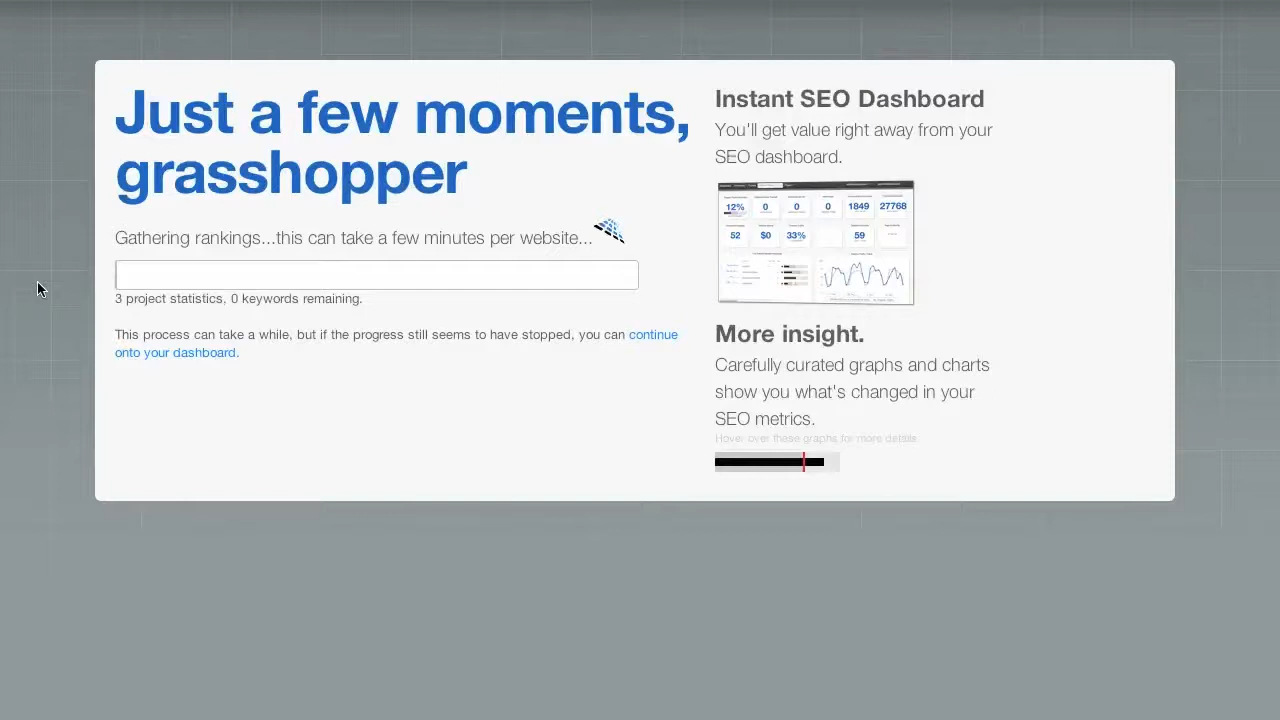 Just a few moments,
grasshopper
Gathering rankings...this can take a few minutes per website...
3 project statistics, 0 keywords remaining.
This process can take a while, but if the progress still seems to have stopped, you can continue
onto your dashboard.
Instant SEO Dashboard
You'll get value right away from your
SEO dashboard.
12% 0 0 0 1849 27768
52 $0 33% 59
More insight.
Carefully curated graphs and charts
show you what's changed in your
SEO metrics.
Hover over these graphs for more details